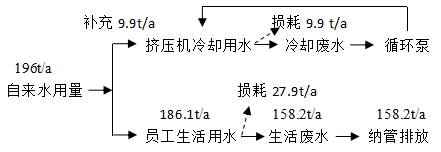 补充 9.9t/a
损耗 9.9 t/a
挤压机冷却用水
冷却废水
循环泵
196t/a
自来水用量
损耗 27.9t/a
186.1t/a
158.2t/a
158.2t/a
员工生活用水
生活废水
纳管排放